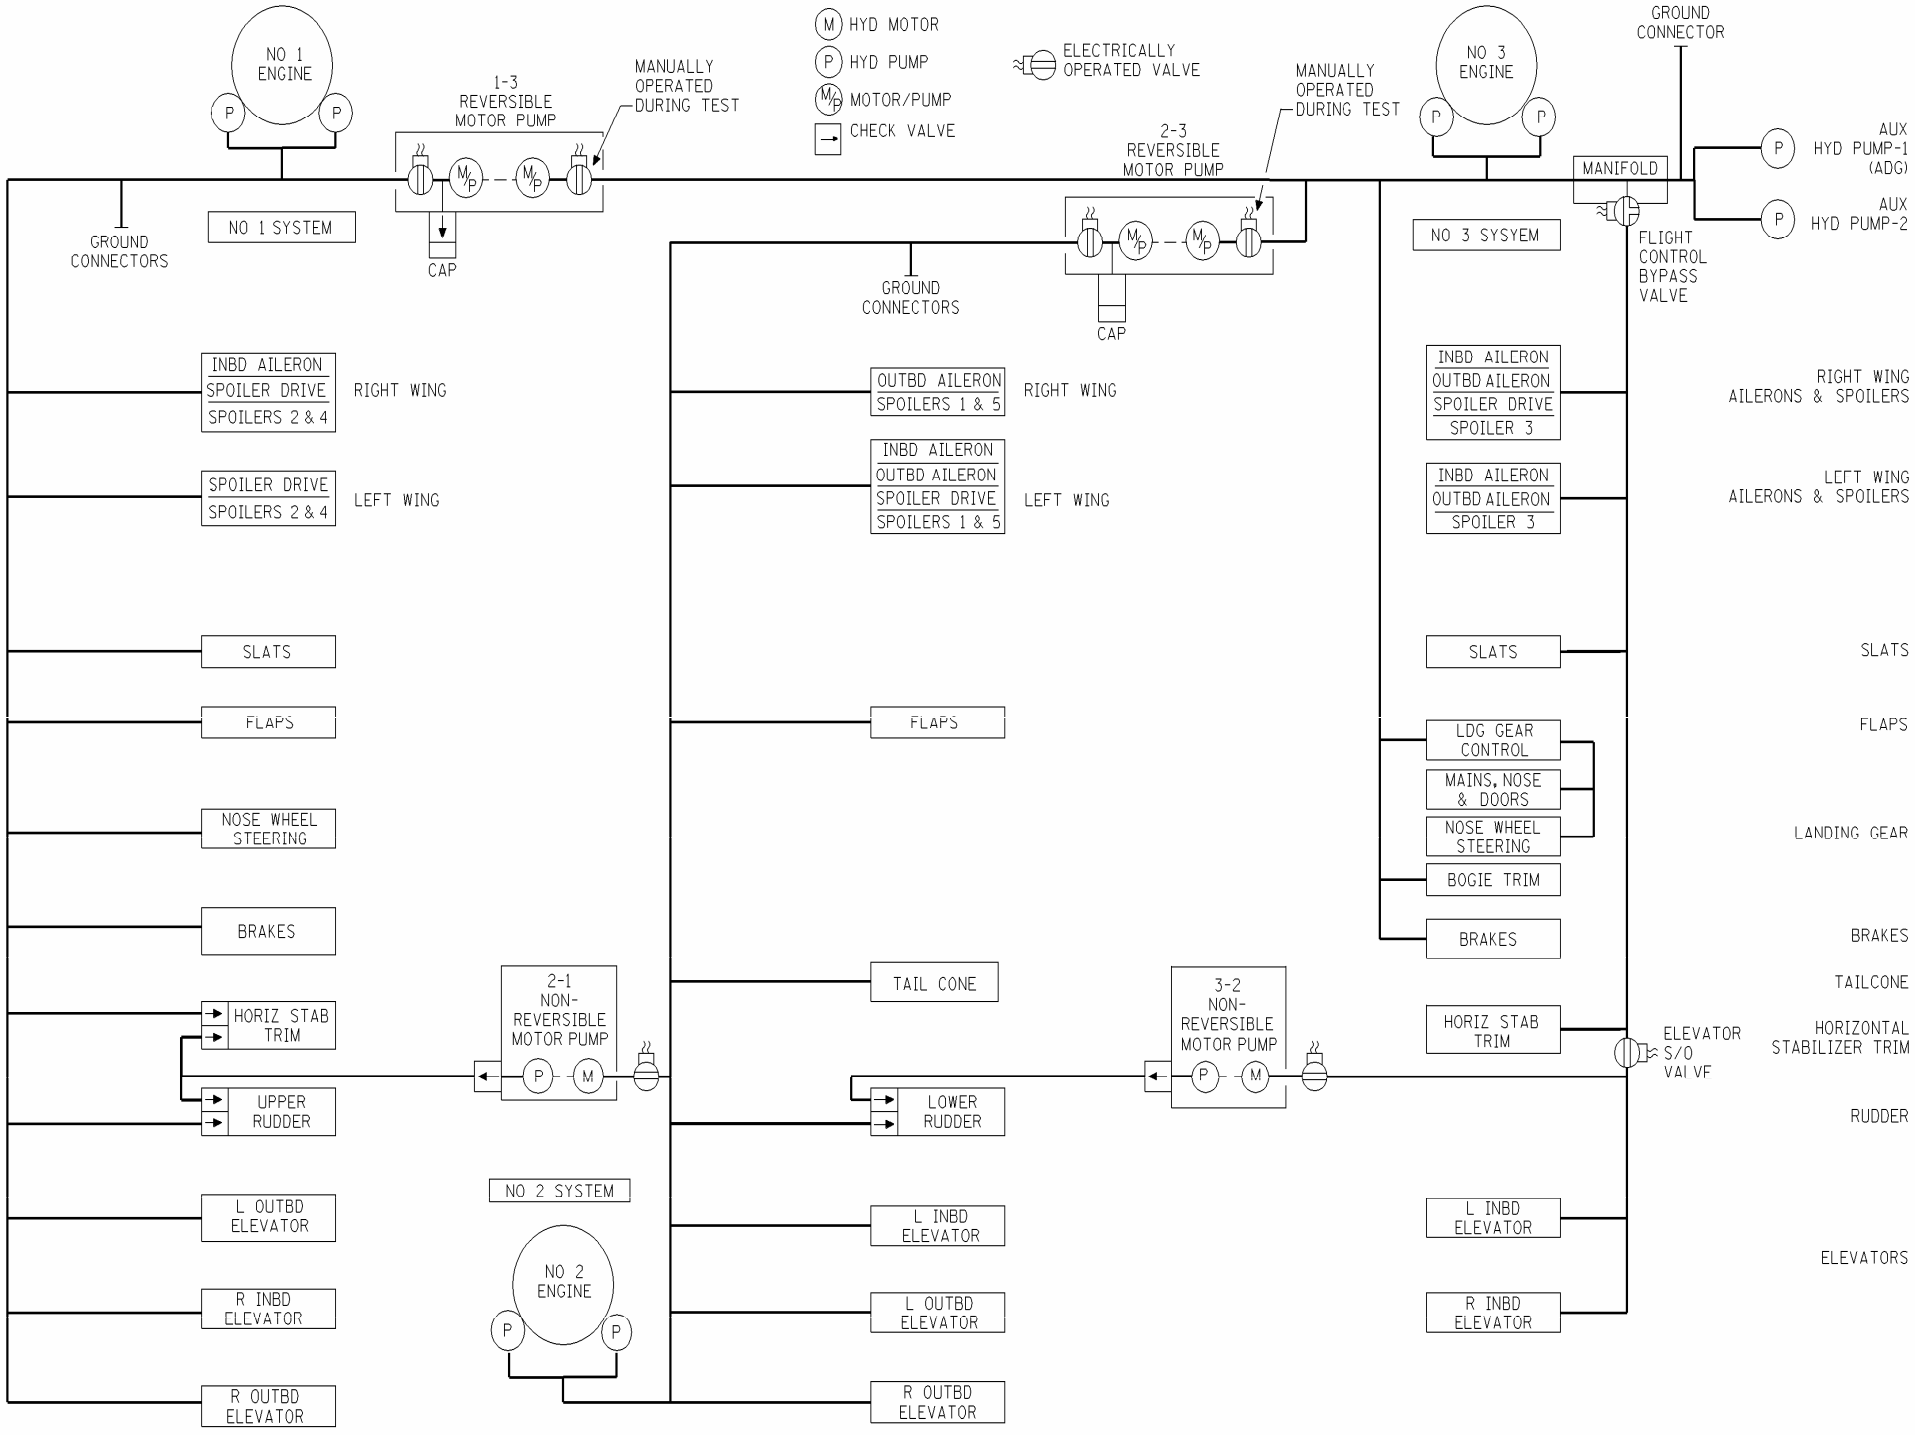 NO 1
ENGINE
P
P
1-3
REVERSIBLE
MOTOR PUMP
MANUALLY
OPERATED
DURING TEST
M HYD MOTOR
P HYD PUMP
M/P MOTOR/PUMP
CHECK VALVE
ELECTRICALLY
OPERATED VALVE
M/P
M/P
CAP
GROUND
CONNECTORS
NO 1 SYSTEM
2-3
REVERSIBLE
MOTOR PUMP
MANUALLY
OPERATED
DURING TEST
M/P
M/P
CAP
GROUND
CONNECTORS
NO 3
ENGINE
P
P
GROUND
CONNECTOR
MANIFOLD
P
AUX
HYD PUMP-1
(ADG)
P
AUX
HYD PUMP-2
NO 3 SYSYEM
FLIGHT
CONTROL
BYPASS
VALVE
INBD AILERON
SPOILER DRIVE
SPOILERS 2 & 4
RIGHT WING
SPOILER DRIVE
SPOILERS 2 & 4
LEFT WING
SLATS
FLAPS
NOSE WHEEL
STEERING
BRAKES
HORIZ STAB
TRIM
UPPER
RUDDER
L OUTBD
ELEVATOR
R INBD
ELEVATOR
R OUTBD
ELEVATOR
2-1
NON-
REVERSIBLE
MOTOR PUMP
P
M
NO 2 SYSTEM
NO 2
ENGINE
P
P
OUTBD AILERON
SPOILERS 1 & 5
RIGHT WING
INBD AILERON
OUTBD AILERON
SPOILER DRIVE
SPOILERS 1 & 5
LEFT WING
FLAPS
TAIL CONE
LOWER
RUDDER
L INBD
ELEVATOR
L OUTBD
ELEVATOR
R OUTBD
ELEVATOR
3-2
NON-
REVERSIBLE
MOTOR PUMP
P
M
INBD AILERON
OUTBD AILERON
SPOILER DRIVE
SPOILER 3
INBD AILERON
OUTBD AILERON
SPOILER 3
SLATS
LDG GEAR
CONTROL
MAINS, NOSE
& DOORS
NOSE WHEEL
STEERING
BOGIE TRIM
BRAKES
HORIZ STAB
TRIM
ELEVATOR
S/O
VALVE
L INBD
ELEVATOR
R INBD
ELEVATOR
RIGHT WING
AILERONS & SPOILERS
LEFT WING
AILERONS & SPOILERS
SLATS
FLAPS
LANDING GEAR
BRAKES
TAILCONE
HORIZONTAL
STABILIZER TRIM
RUDDER
ELEVATORS